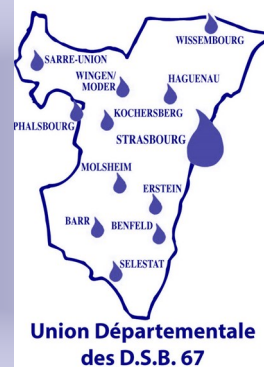 WISSEMBOURG
SARRE-UNION
WINGEN/
MODER
HAGUENAU
PHALSBOURG
KOCHERSBERG
STRASBOURG
MOLSHEIM
ERSTEIN
BARR
BENFELD
SELESTAT
Union Départementale
des D.S.B. 67